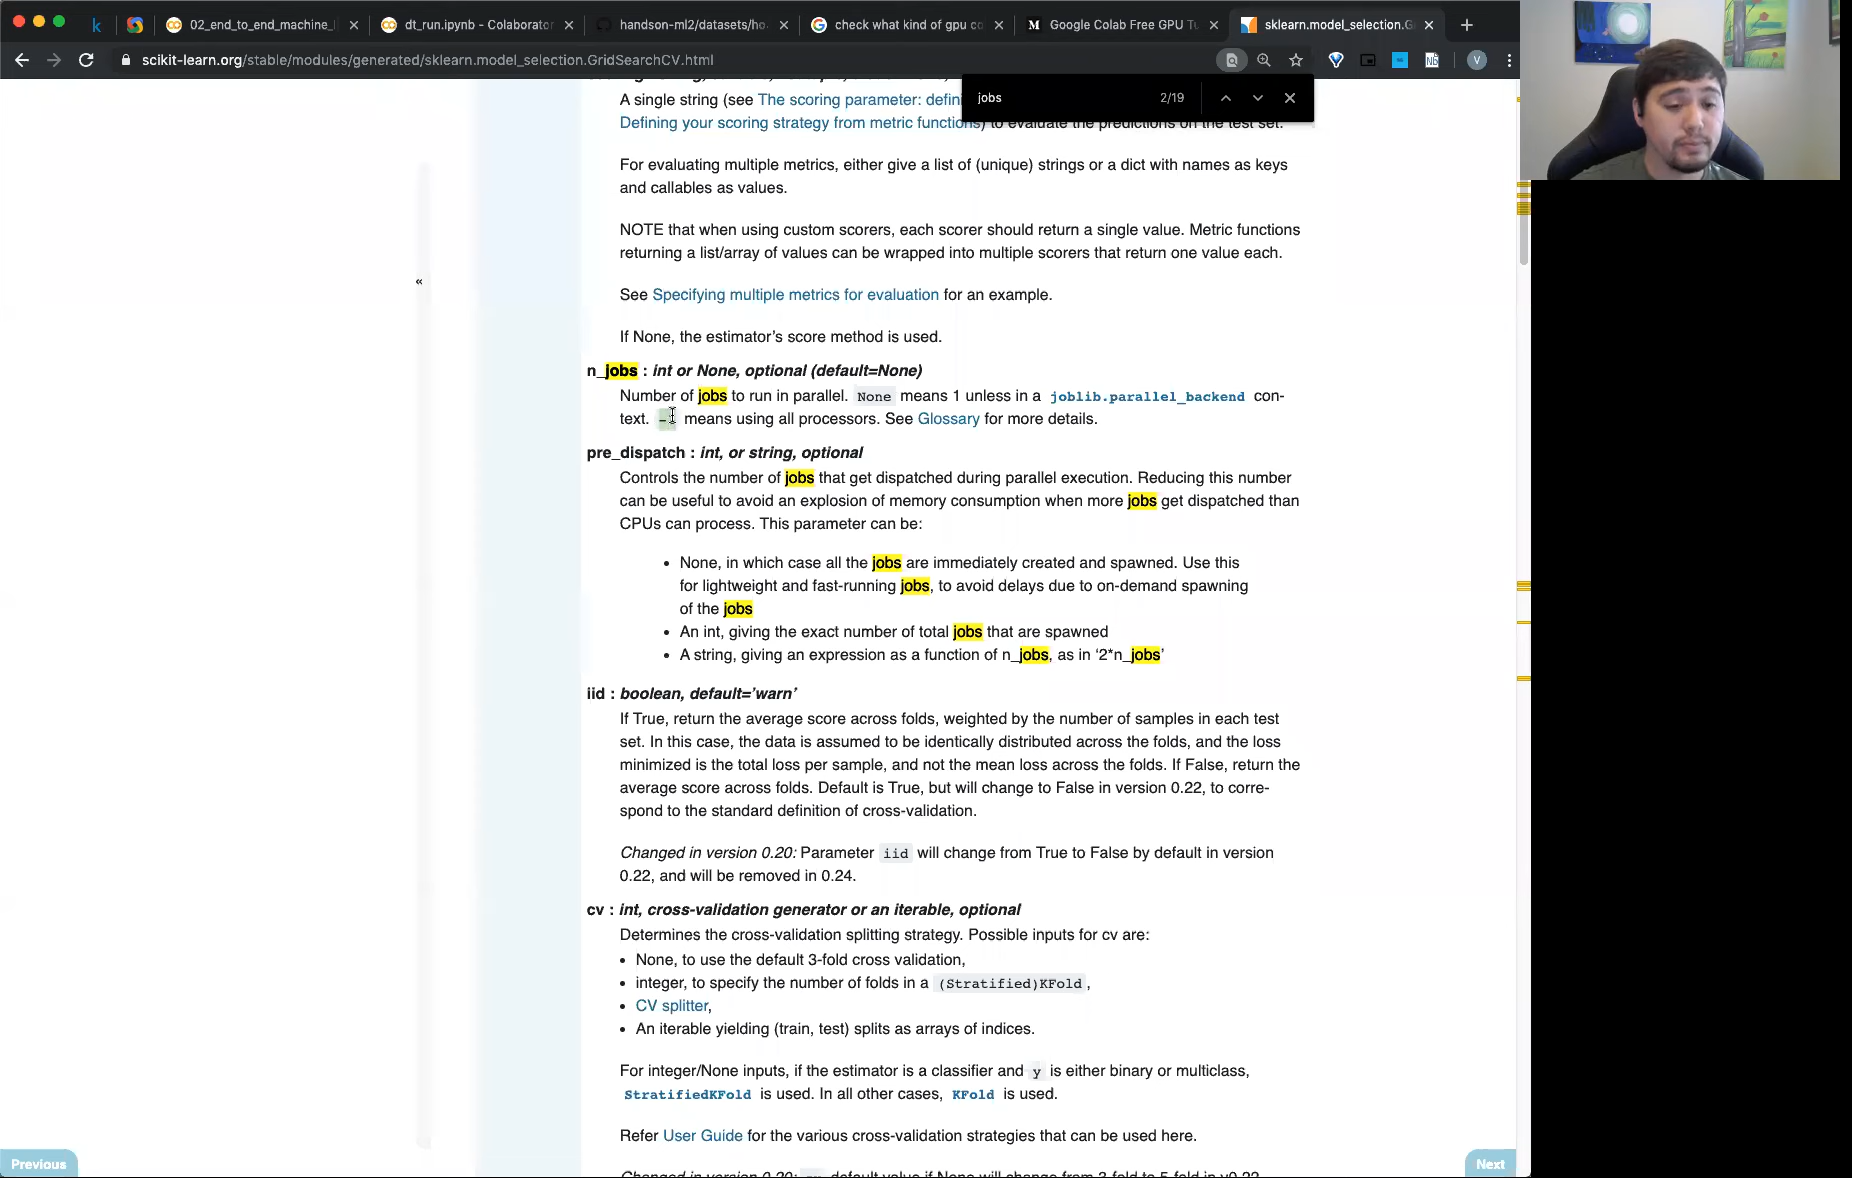 k
02_end_to_end_machine_
dt_run.ipynb - Colaborator
handson-ml2/datasets/ho
check what kind of gpu co
M Google Colab Free GPU Tu
sklearn.model_selection.G
scikit-learn.org/stable/modules/generated/sklearn.model_selection.GridSearchCV.html
V
jobs 2/19
A single string (see The scoring parameter: defini
Defining your scoring strategy from metric functions) to evaluate the predictions on the test set.
For evaluating multiple metrics, either give a list of (unique) strings or a dict with names as keys
and callables as values.
NOTE that when using custom scorers, each scorer should return a single value. Metric functions
returning a list/array of values can be wrapped into multiple scorers that return one value each.
«
See Specifying multiple metrics for evaluation for an example.
If None, the estimator’s score method is used.
n_jobs : int or None, optional (default=None)
Number of jobs to run in parallel. None means 1 unless in a joblib.parallel_backend con-
text. - means using all processors. See Glossary for more details.
pre_dispatch : int, or string, optional
Controls the number of jobs that get dispatched during parallel execution. Reducing this number
can be useful to avoid an explosion of memory consumption when more jobs get dispatched than
CPUs can process. This parameter can be:
• None, in which case all the jobs are immediately created and spawned. Use this
for lightweight and fast-running jobs, to avoid delays due to on-demand spawning
of the jobs
• An int, giving the exact number of total jobs that are spawned
• A string, giving an expression as a function of n_jobs, as in ‘2*n_jobs’
iid : boolean, default=’warn’
If True, return the average score across folds, weighted by the number of samples in each test
set. In this case, the data is assumed to be identically distributed across the folds, and the loss
minimized is the total loss per sample, and not the mean loss across the folds. If False, return the
average score across folds. Default is True, but will change to False in version 0.22, to corre-
spond to the standard definition of cross-validation.
Changed in version 0.20: Parameter iid will change from True to False by default in version
0.22, and will be removed in 0.24.
cv : int, cross-validation generator or an iterable, optional
Determines the cross-validation splitting strategy. Possible inputs for cv are:
• None, to use the default 3-fold cross validation,
• integer, to specify the number of folds in a (Stratified)KFold,
• CV splitter,
• An iterable yielding (train, test) splits as arrays of indices.
For integer/None inputs, if the estimator is a classifier and y is either binary or multiclass,
StratifiedKFold is used. In all other cases, KFold is used.
Refer User Guide for the various cross-validation strategies that can be used here.
Changed in version 0.20: default value if None will change from 3-fold to 5-fold in v0.22
Previous
Next